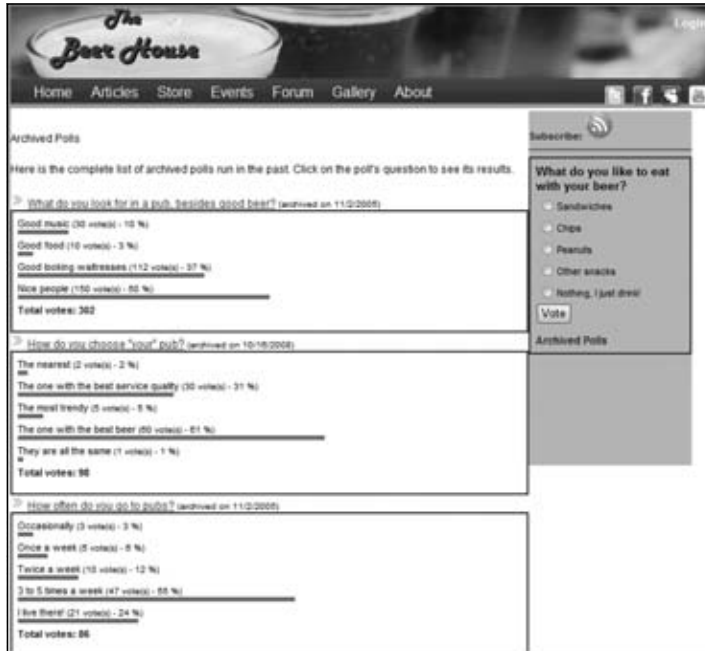 The
Beer House
Login
Home Articles Store Events Forum Gallery About
Archived Polls
Here is the complete list of archived polls run in the past. Click on the poll's question to see its results.
What do you look for in a pub, besides good beer? (archived on 11/2/2005)
Good music (30 vote(s) - 10 %)
Good food (10 vote(s) - 3 %)
Good looking waitresses (112 vote(s) - 37 %)
Nice people (150 vote(s) - 50 %)
Total votes: 302
How do you choose "your" pub? (archived on 10/16/2008)
The nearest (2 vote(s) - 2 %)
The one with the best service quality (30 vote(s) - 31 %)
The most trendy (5 vote(s) - 5 %)
The one with the best beer (60 vote(s) - 61 %)
They are all the same (1 vote(s) - 1 %)
Total votes: 98
How often do you go to pubs? (archived on 11/2/2005)
Occasionally (3 vote(s) - 3 %)
Once a week (5 vote(s) - 6 %)
Twice a week (10 vote(s) - 12 %)
3 to 5 times a week (47 vote(s) - 55 %)
I live there! (21 vote(s) - 24 %)
Total votes: 86
Subscribe:
What do you like to eat
with your beer?
Sandwiches
Chips
Peanuts
Other snacks
Nothing, I just drink!
Vote
Archived Polls